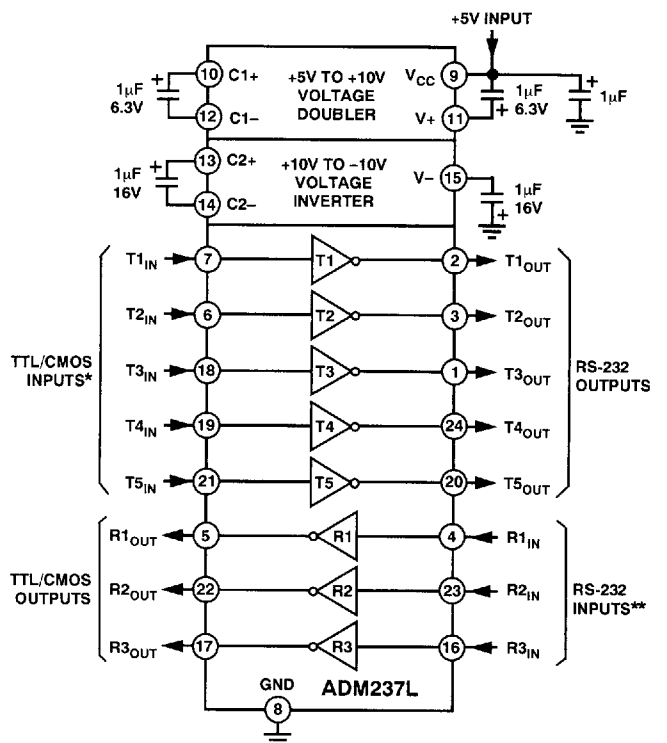 +5V INPUT
1µF
6.3V
+
10
C1+
12
C1–
+5V TO +10V
VOLTAGE
DOUBLER
VCC
9
V+
11
+
1µF
6.3V
+
1µF
1µF
16V
+
13
C2+
14
C2–
+10V TO –10V
VOLTAGE
INVERTER
V–
15
1µF
16V
+
TTL/CMOS
INPUTS*
T1IN
7
T1
2
T1OUT
T2IN
6
T2
3
T2OUT
T3IN
18
T3
1
T3OUT
T4IN
19
T4
24
T4OUT
T5IN
21
T5
20
T5OUT
RS-232
OUTPUTS
TTL/CMOS
OUTPUTS
R1OUT
5
R1
4
R1IN
R2OUT
22
R2
23
R2IN
R3OUT
17
R3
16
R3IN
RS-232
INPUTS**
GND
8
ADM237L